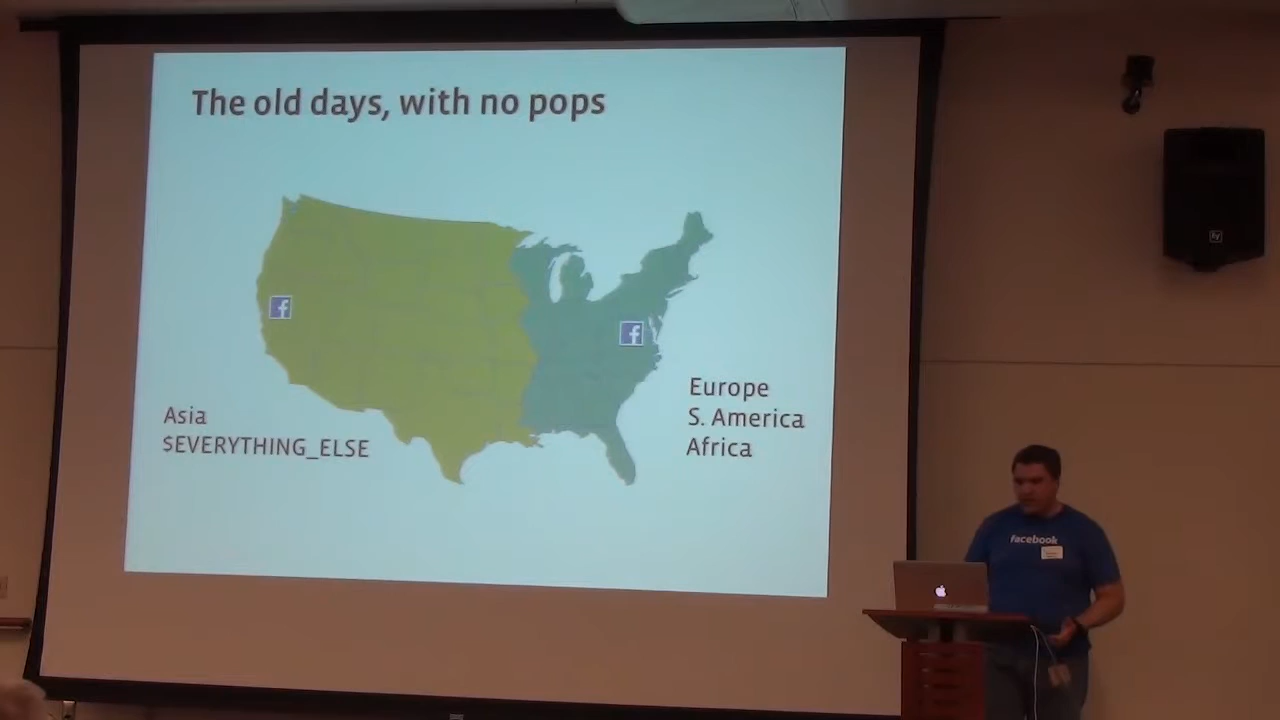 The old days, with no pops
f
f
Asia
$EVERYTHING_ELSE
Europe
S. America
Africa
facebook